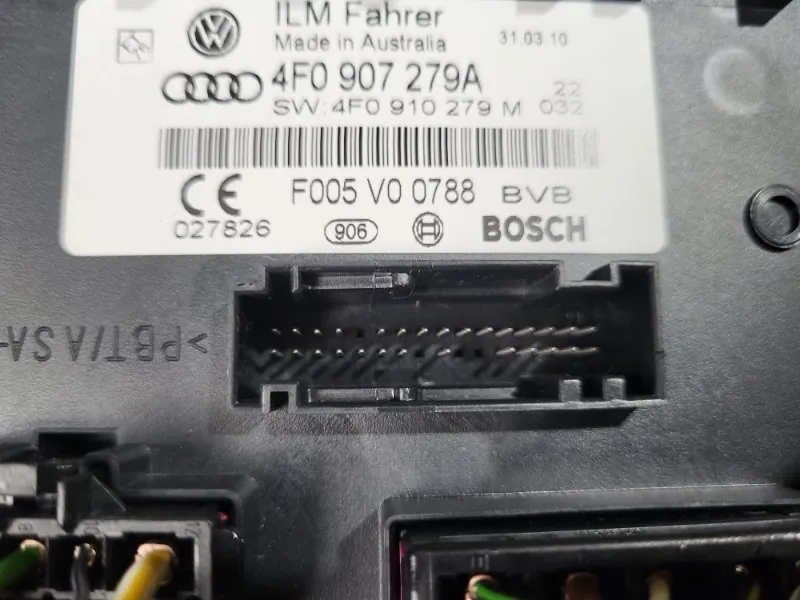 ILM Fahrer
Made in Australia
31.03 10
4F0 907 279A
22
SW: 4F0 910 279 M
032
F005 V0 0788 BVB
CE
027826
906
BOSCH
>PBT/ASA-